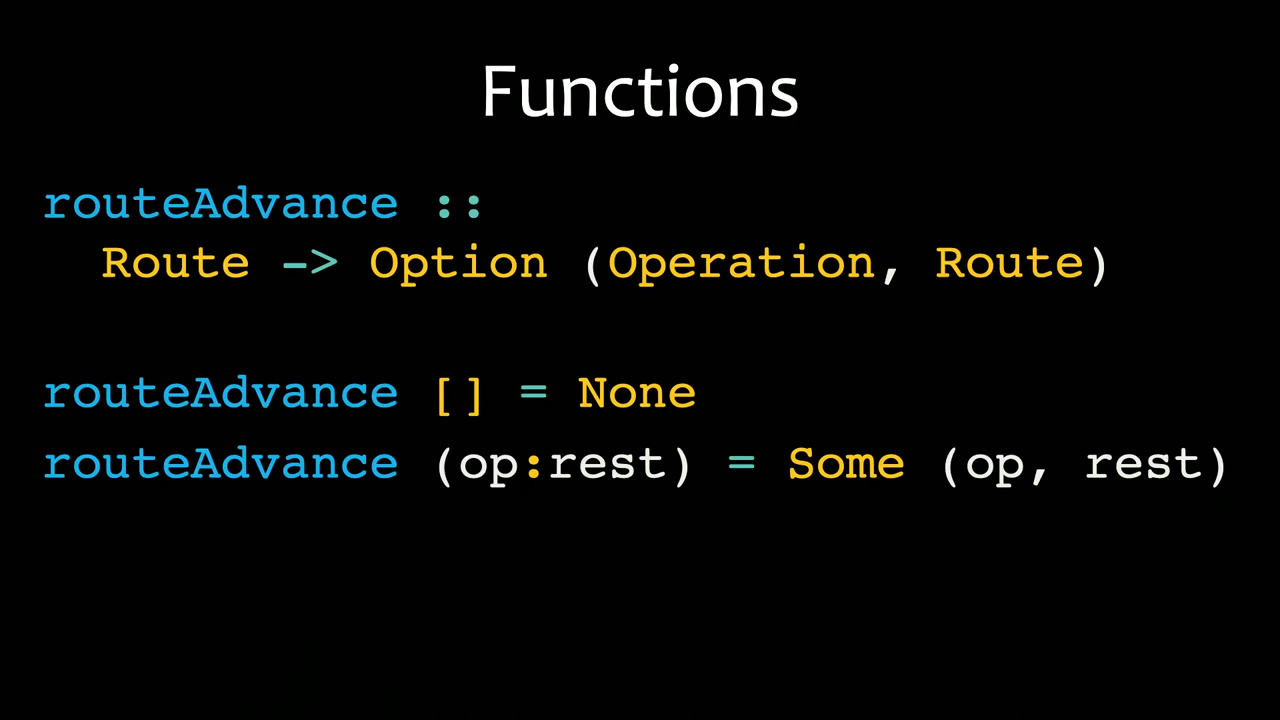 Functions
routeAdvance ::
  Route -> Option (Operation, Route)
routeAdvance [] = None
routeAdvance (op:rest) = Some (op, rest)